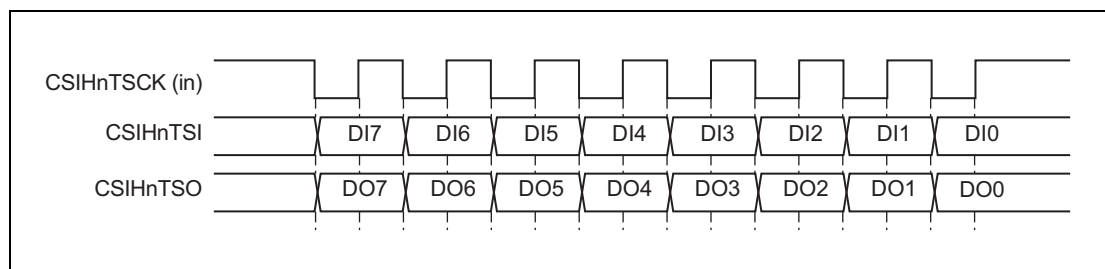 CSIHnTSCK (in)
CSIHnTSI DI7 DI6 DI5 DI4 DI3 DI2 DI1 DI0
CSIHnTSO DO7 DO6 DO5 DO4 DO3 DO2 DO1 DO0